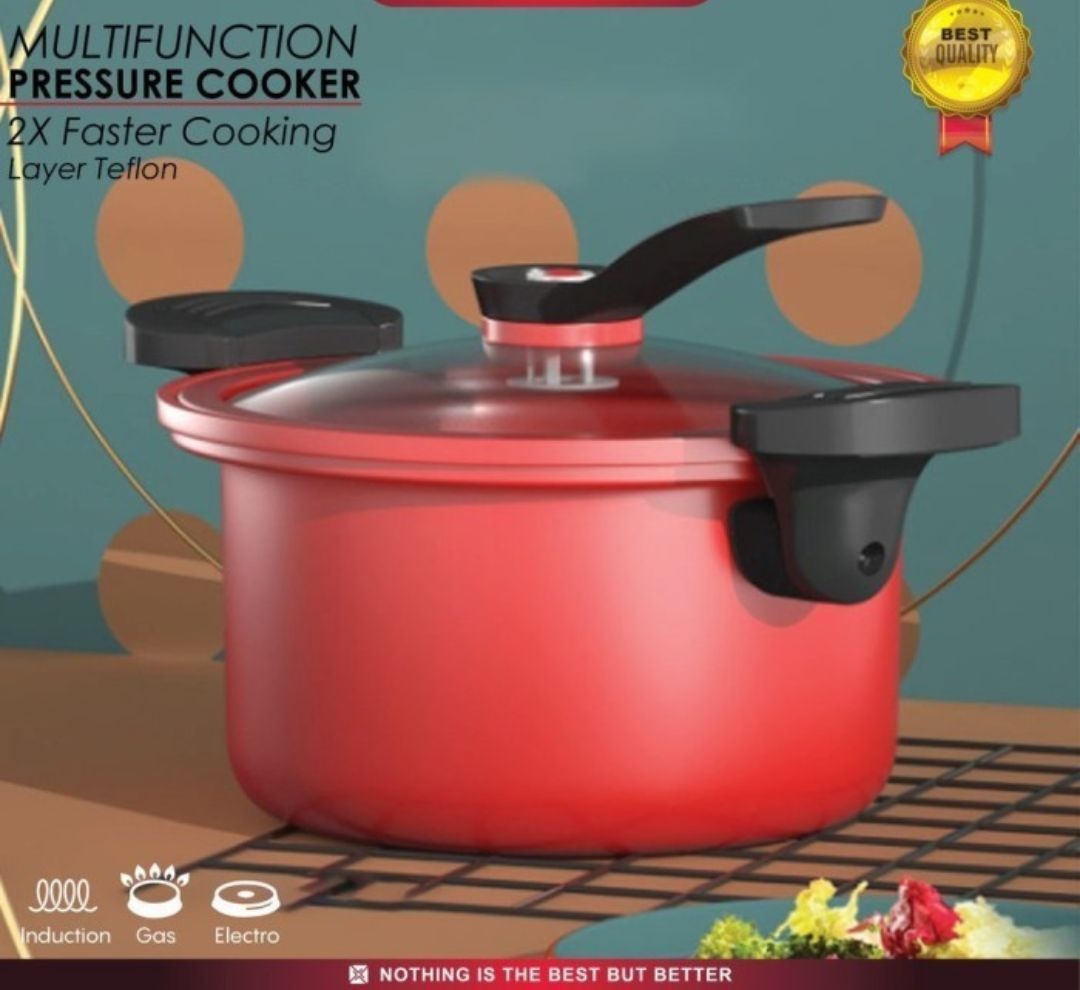 MULTIFUNCTION
PRESSURE COOKER
2X Faster Cooking
Layer Teflon
BEST
QUALITY
Induction Gas Electro
NOTHING IS THE BEST BUT BETTER